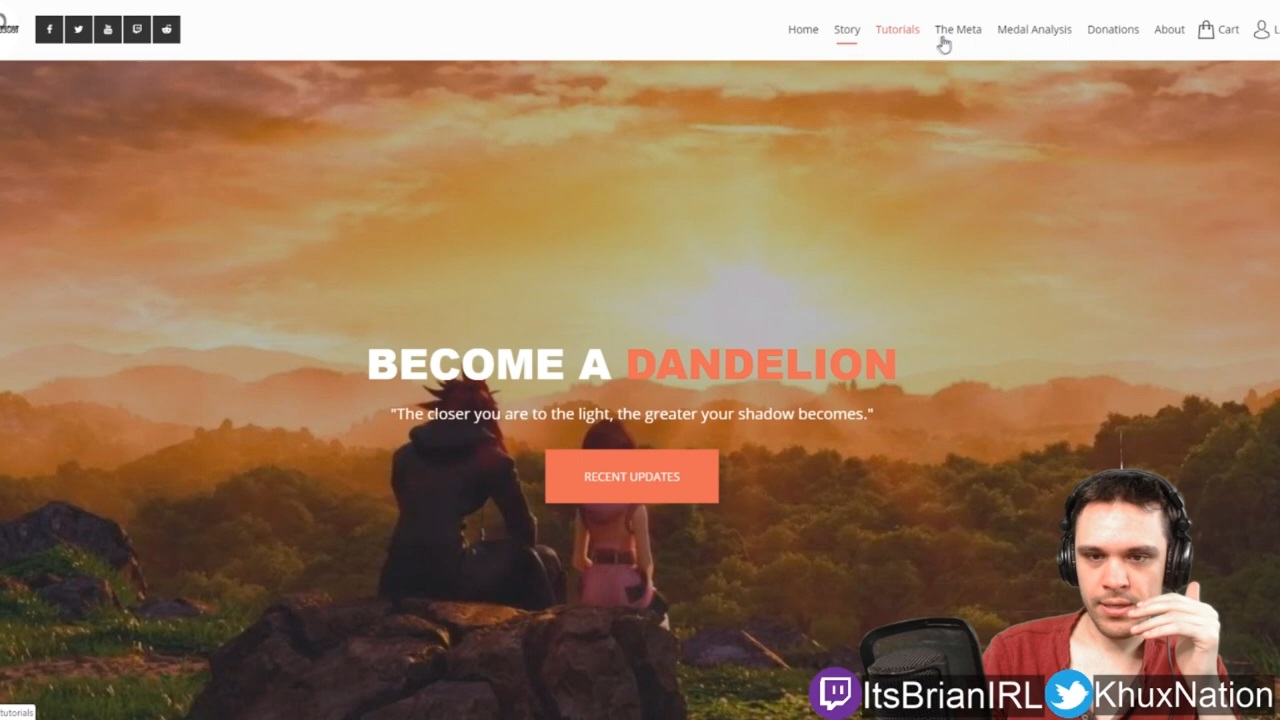 Home Story Tutorials The Meta Medal Analysis Donations About Cart
BECOME A DANDELION
"The closer you are to the light, the greater your shadow becomes."
RECENT UPDATES
ItsBrianIRL KhuxNation
tutorials